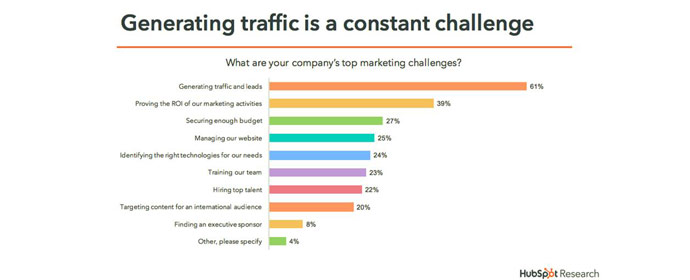 Generating traffic is a constant challenge
What are your company's top marketing challenges?
Generating traffic and leads 61%
Proving the ROI of our marketing activities 39%
Securing enough budget 27%
Managing our website 25%
Identifying the right technologies for our needs 24%
Training our team 23%
Hiring top talent 22%
Targeting content for an international audience 20%
Finding an executive sponsor 8%
Other, please specify 4%
HubSpot Research